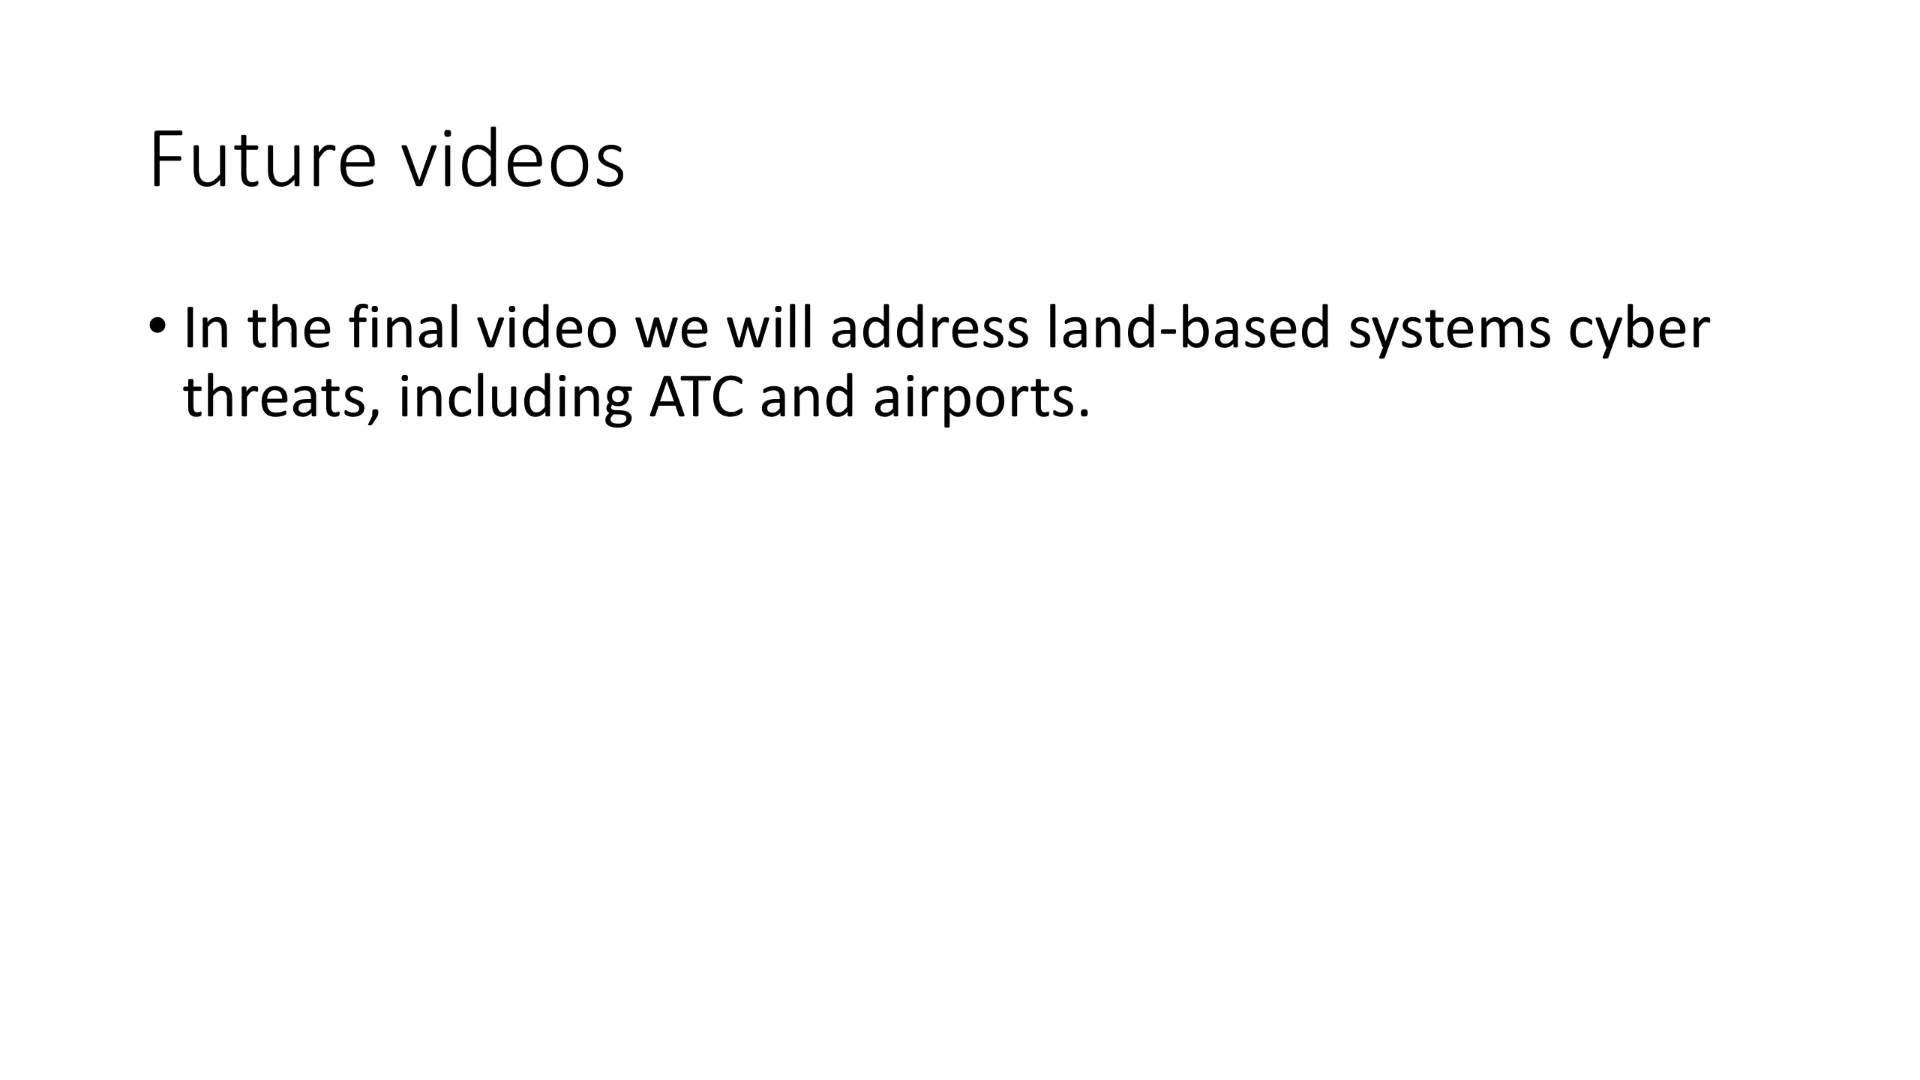 Future videos
• In the final video we will address land-based systems cyber
threats, including ATC and airports.